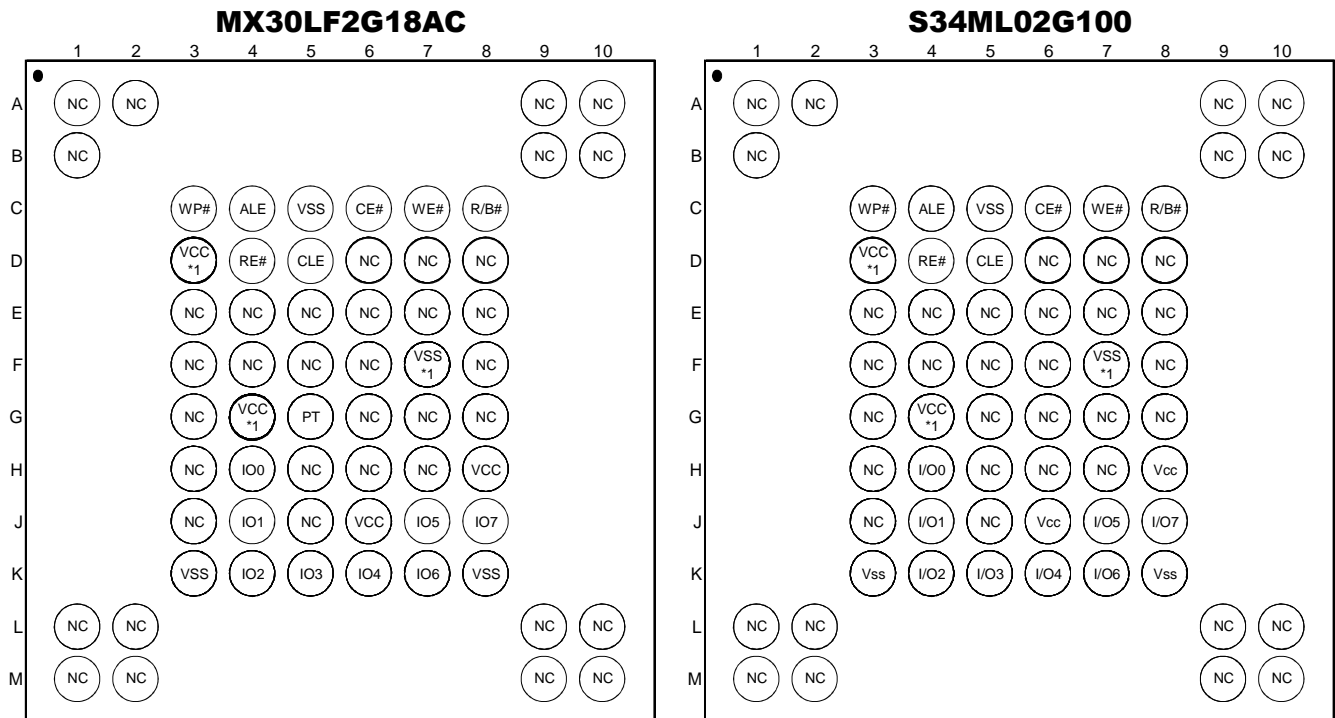 MX30LF2G18AC
1 2 3 4 5 6 7 8 9 10
A NC NC NC NC
B NC NC NC
C WP# ALE VSS CE# WE# R/B#
D VCC *1 RE# CLE NC NC NC
E NC NC NC NC NC NC
F NC NC NC NC VSS *1 NC
G NC VCC *1 PT NC NC NC
H NC IO0 NC NC NC VCC
J NC IO1 NC VCC IO5 IO7
K VSS IO2 IO3 IO4 IO6 VSS
L NC NC NC NC
M NC NC NC NC
S34ML02G100
1 2 3 4 5 6 7 8 9 10
A NC NC NC NC
B NC NC NC
C WP# ALE VSS CE# WE# R/B#
D VCC *1 RE# CLE NC NC NC
E NC NC NC NC NC NC
F NC NC NC NC VSS *1 NC
G NC VCC *1 NC NC NC NC
H NC I/O0 NC NC NC Vcc
J NC I/O1 NC Vcc I/O5 I/O7
K Vss I/O2 I/O3 I/O4 I/O6 Vss
L NC NC NC NC
M NC NC NC NC